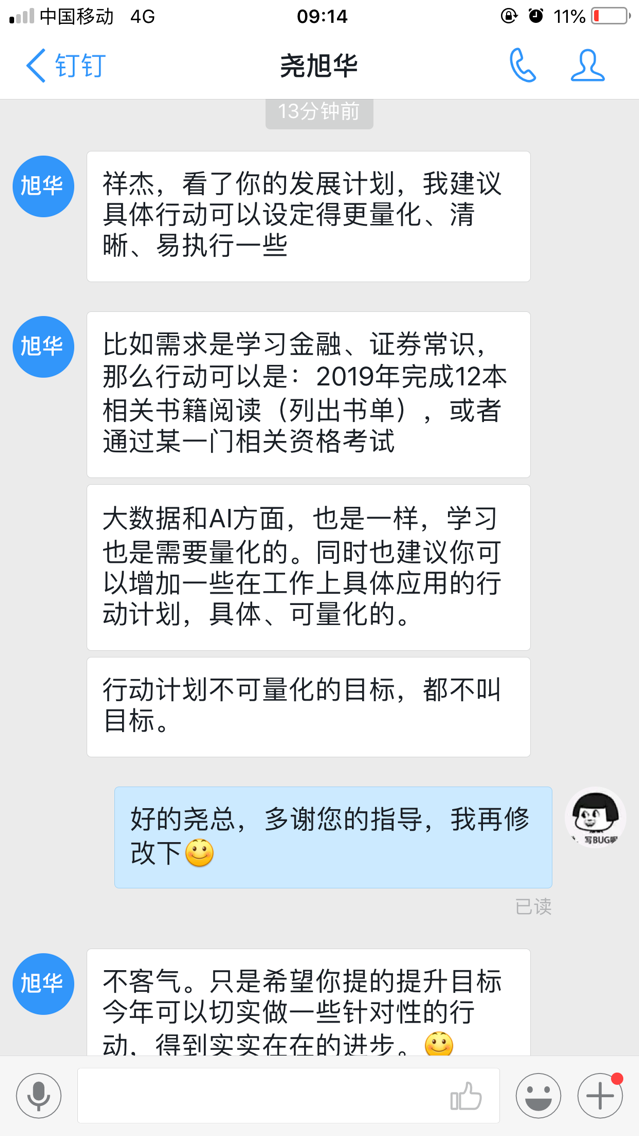 中国移动 4G 09:14 11%
钉钉 尧旭华
13分钟前
旭华
祥杰，看了你的发展计划，我建议
具体行动可以设定得更量化、清
晰、易执行一些
旭华
比如需求是学习金融、证券常识，
那么行动可以是：2019年完成12本
相关书籍阅读（列出书单），或者
通过某一门相关资格考试
大数据和AI方面，也是一样，学习
也是需要量化的。同时也建议你可
以增加一些在工作上具体应用的行
动计划，具体、可量化的。
行动计划不可量化的目标，都不叫
目标。
好的尧总，多谢您的指导，我再修
改下
写BUG呢
已读
旭华
不客气。只是希望你提的提升目标
今年可以切实做一些针对性的行
动，得到实实在在的进步。